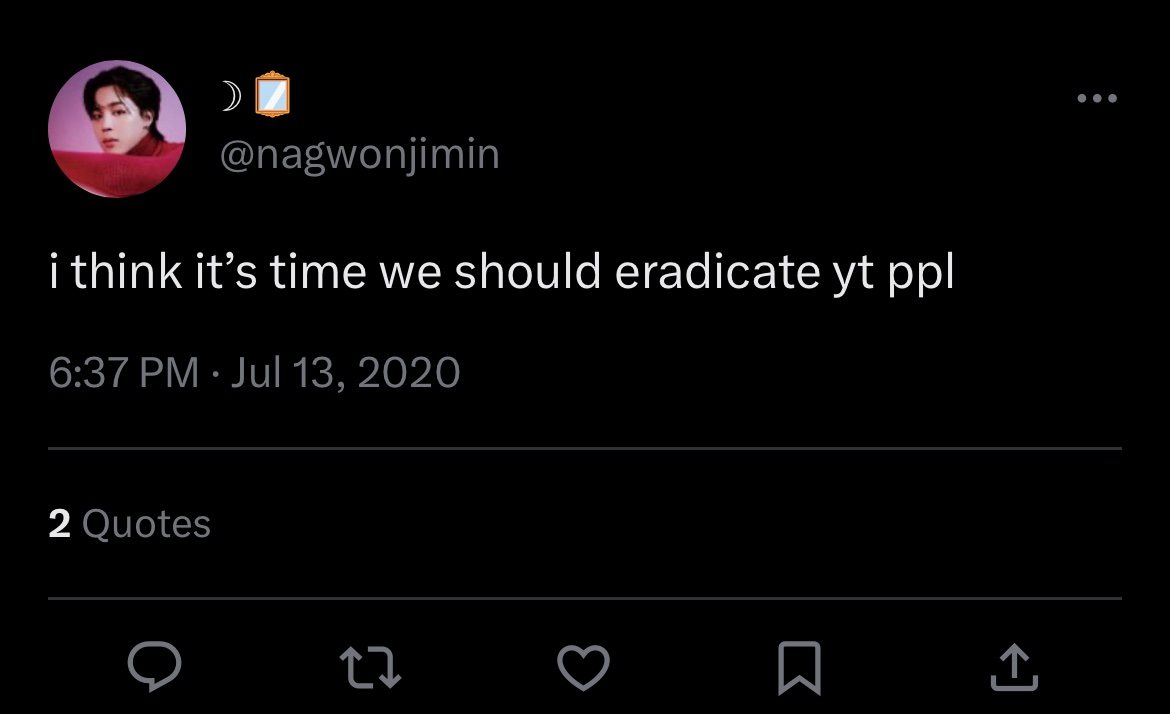 ☽ 🪞
@nagwonjimin
i think it’s time we should eradicate yt ppl
6:37 PM · Jul 13, 2020
2 Quotes